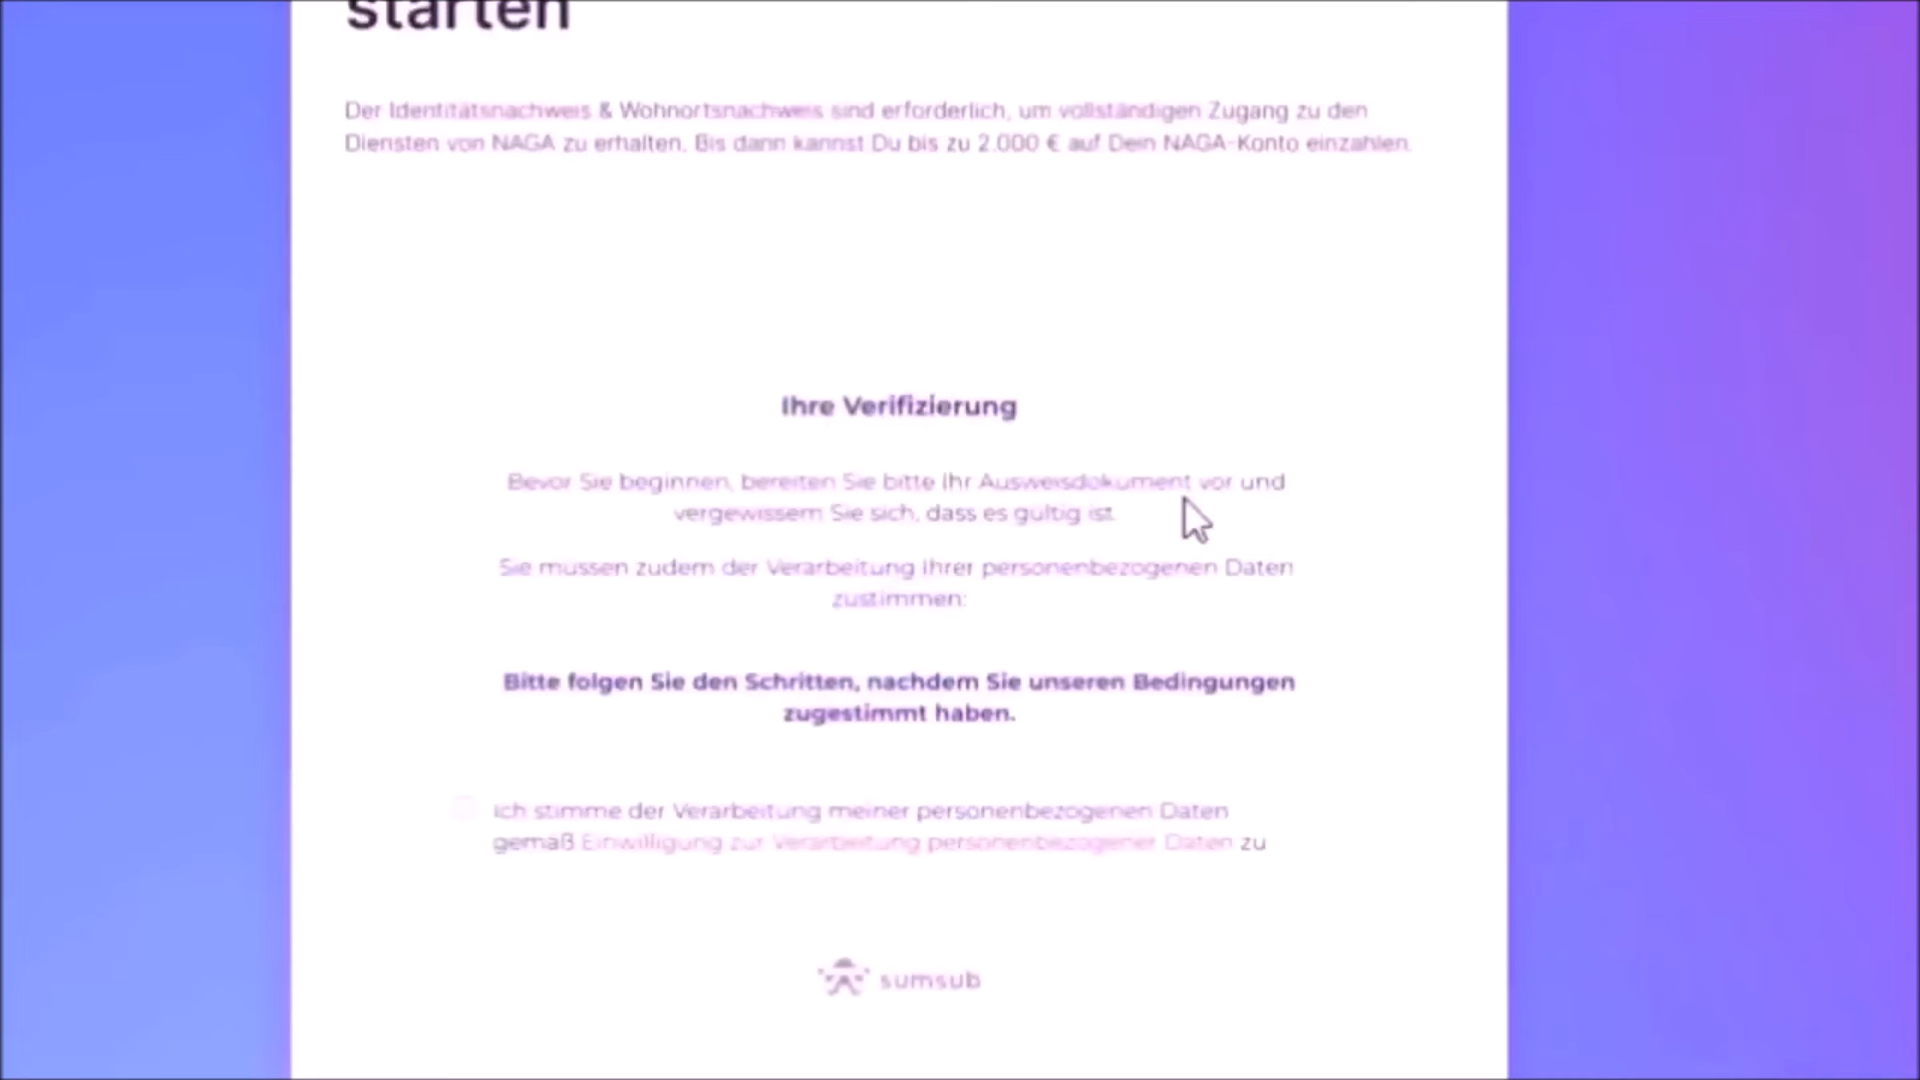 starten
Der Identitätsnachweis & Wohnortsnachweis sind erforderlich, um vollständigen Zugang zu den
Diensten von NAGA zu erhalten. Bis dann kannst Du bis zu 2.000 € auf Dein NAGA-Konto einzahlen.
Ihre Verifizierung
Bevor Sie beginnen, bereiten Sie bitte Ihr Ausweisdokument vor und
vergewissern Sie sich, dass es gültig ist.
Sie müssen zudem der Verarbeitung Ihrer personenbezogenen Daten
zustimmen:
Bitte folgen Sie den Schritten, nachdem Sie unseren Bedingungen
zugestimmt haben.
Ich stimme der Verarbeitung meiner personenbezogenen Daten
gemäß Einwilligung zur Verarbeitung personenbezogener Daten zu
sumsub